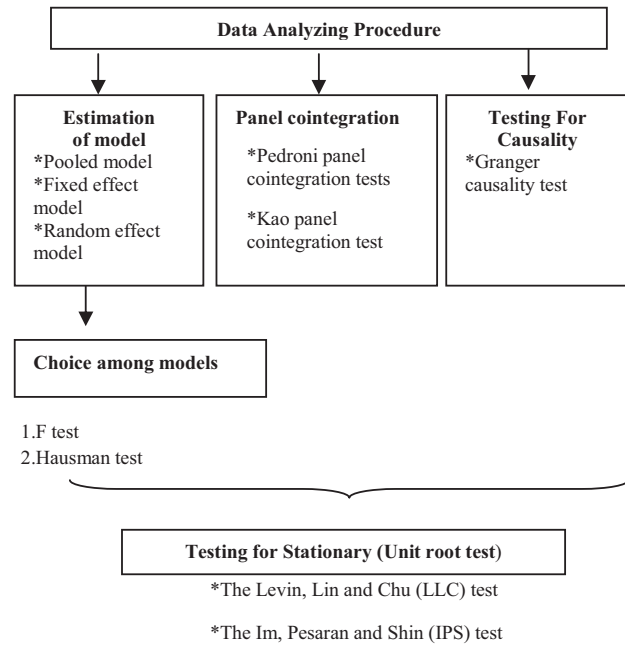 Data Analyzing Procedure
Estimation
of model
*Pooled model
*Fixed effect
model
*Random effect
model
Panel cointegration
*Pedroni panel
cointegration tests
*Kao panel
cointegration test
Testing For
Causality
*Granger
causality test
Choice among models
1.F test
2.Hausman test
Testing for Stationary (Unit root test)
*The Levin, Lin and Chu (LLC) test
*The Im, Pesaran and Shin (IPS) test